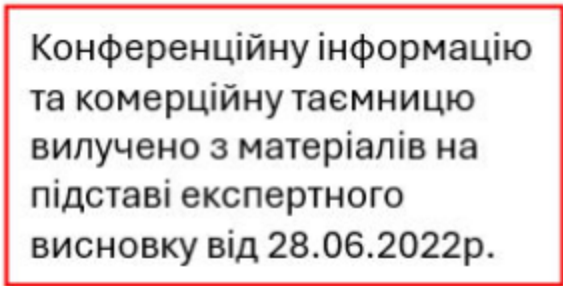 Конференційну інформацію
та комерційну таємницю
вилучено з матеріалів на
підставі експертного
висновку від 28.06.2022р.